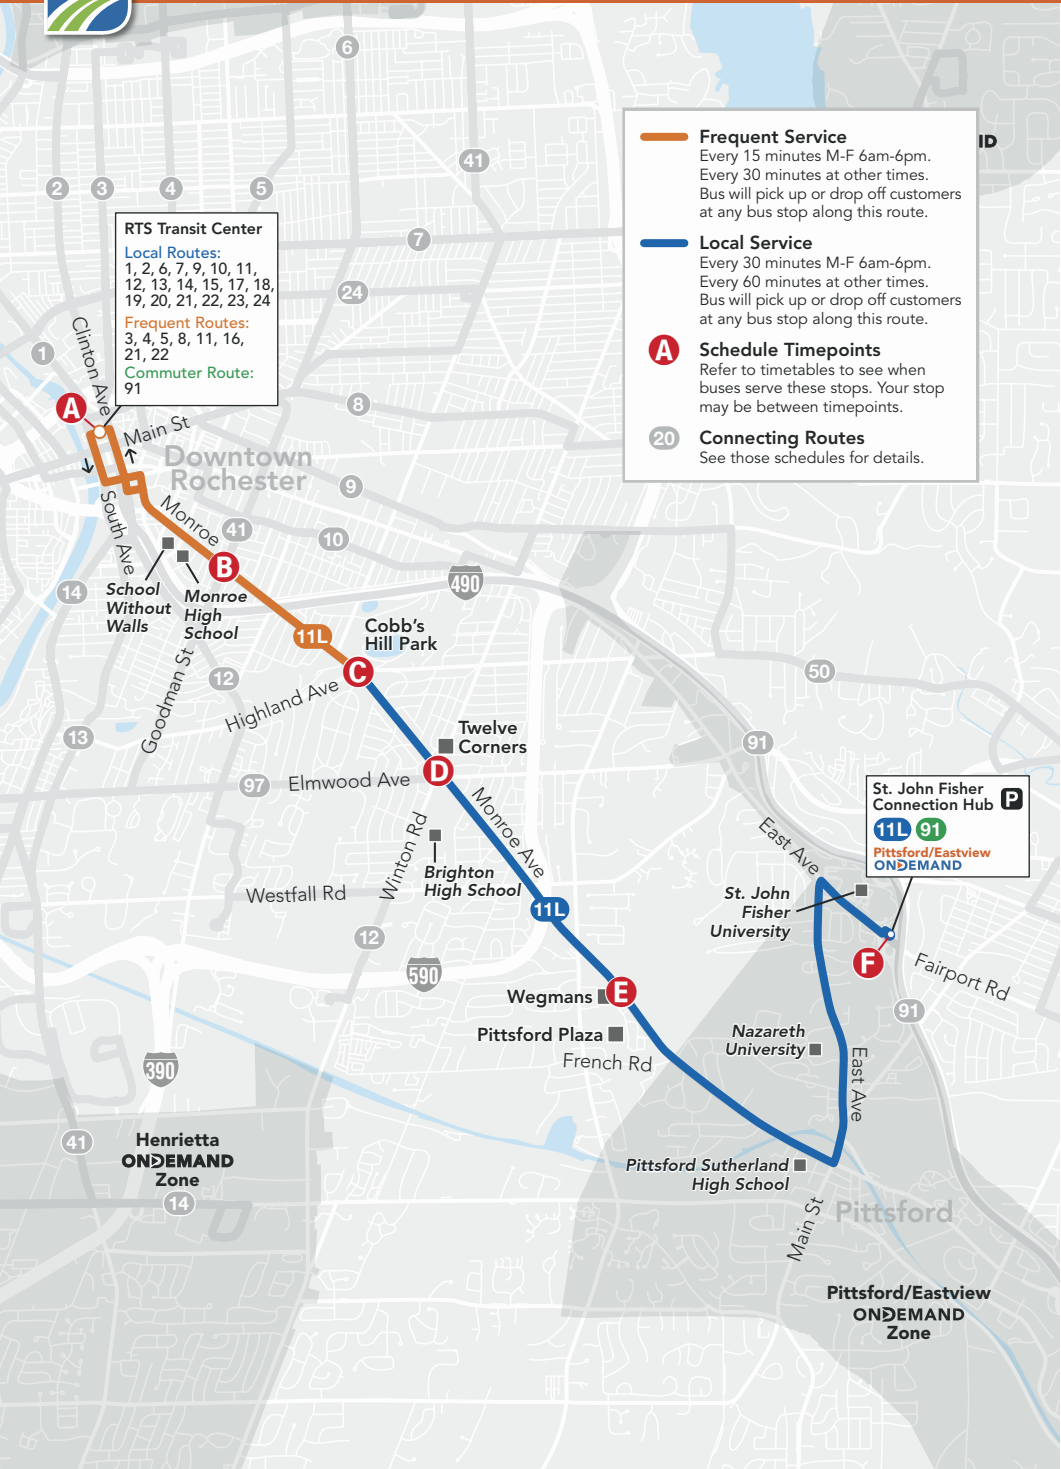 6
41
2
3
4
5
7
24
1
8
9
10
41
14
12
13
97
12
50
91
91
41
14
490
590
390
ID
Frequent Service
Every 15 minutes M-F 6am-6pm.
Every 30 minutes at other times.
Bus will pick up or drop off customers
at any bus stop along this route.
Local Service
Every 30 minutes M-F 6am-6pm.
Every 60 minutes at other times.
Bus will pick up or drop off customers
at any bus stop along this route.
A
Schedule Timepoints
Refer to timetables to see when
buses serve these stops. Your stop
may be between timepoints.
20
Connecting Routes
See those schedules for details.
RTS Transit Center
Local Routes:
1, 2, 6, 7, 9, 10, 11,
12, 13, 14, 15, 17, 18,
19, 20, 21, 22, 23, 24
Frequent Routes:
3, 4, 5, 8, 11, 16,
21, 22
Commuter Route:
91
Clinton Ave
A
Main St
Downtown
Rochester
South Ave
Monroe
B
School
Without
Walls
Monroe
High
School
11L
Cobb's
Hill Park
C
Goodman St
Highland Ave
Twelve
Corners
D
Elmwood Ave
Monroe Ave
Winton Rd
Brighton
High School
Westfall Rd
11L
Wegmans
E
Pittsford Plaza
French Rd
St. John Fisher
Connection Hub
P
11L
91
Pittsford/Eastview
ONDEMAND
East Ave
St. John
Fisher
University
F
Fairport Rd
Nazareth
University
East Ave
Pittsford Sutherland
High School
Main St
Pittsford
Henrietta
ONDEMAND
Zone
Pittsford/Eastview
ONDEMAND
Zone